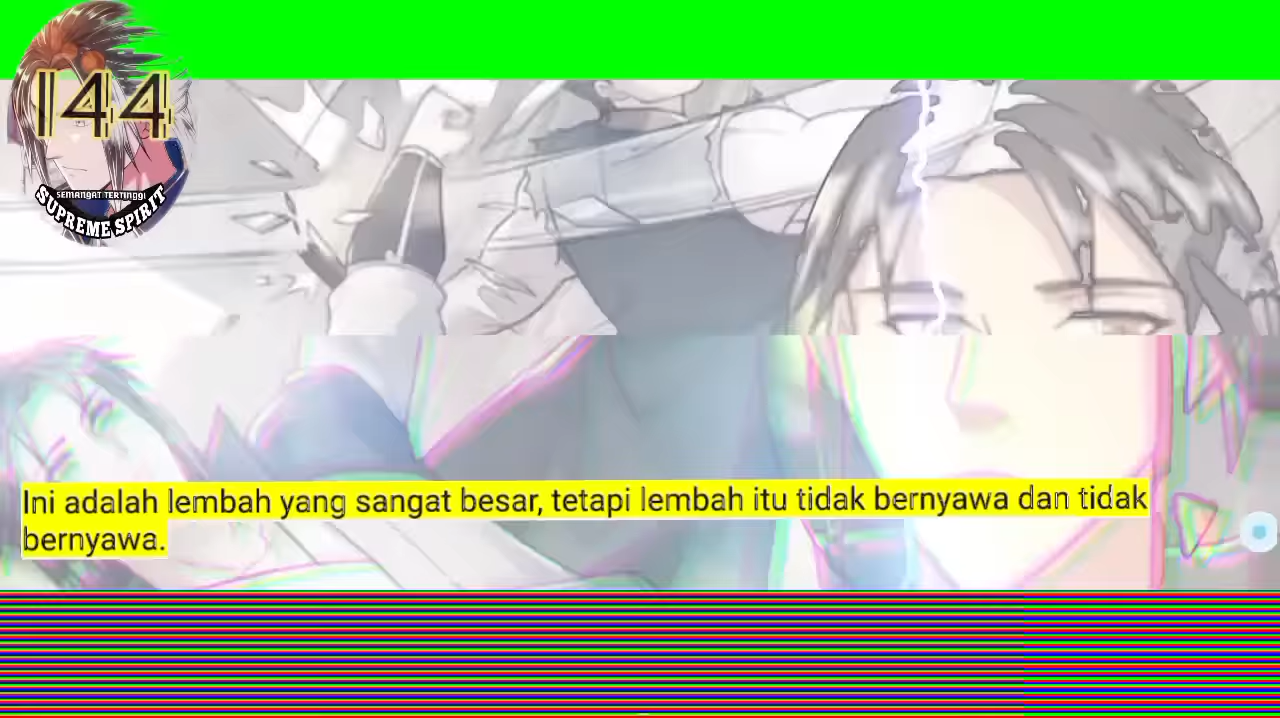 144
SEMANGAT TERTINGGI
SUPREME SPIRIT
Ini adalah lembah yang sangat besar, tetapi lembah itu tidak bernyawa dan tidak
bernyawa.